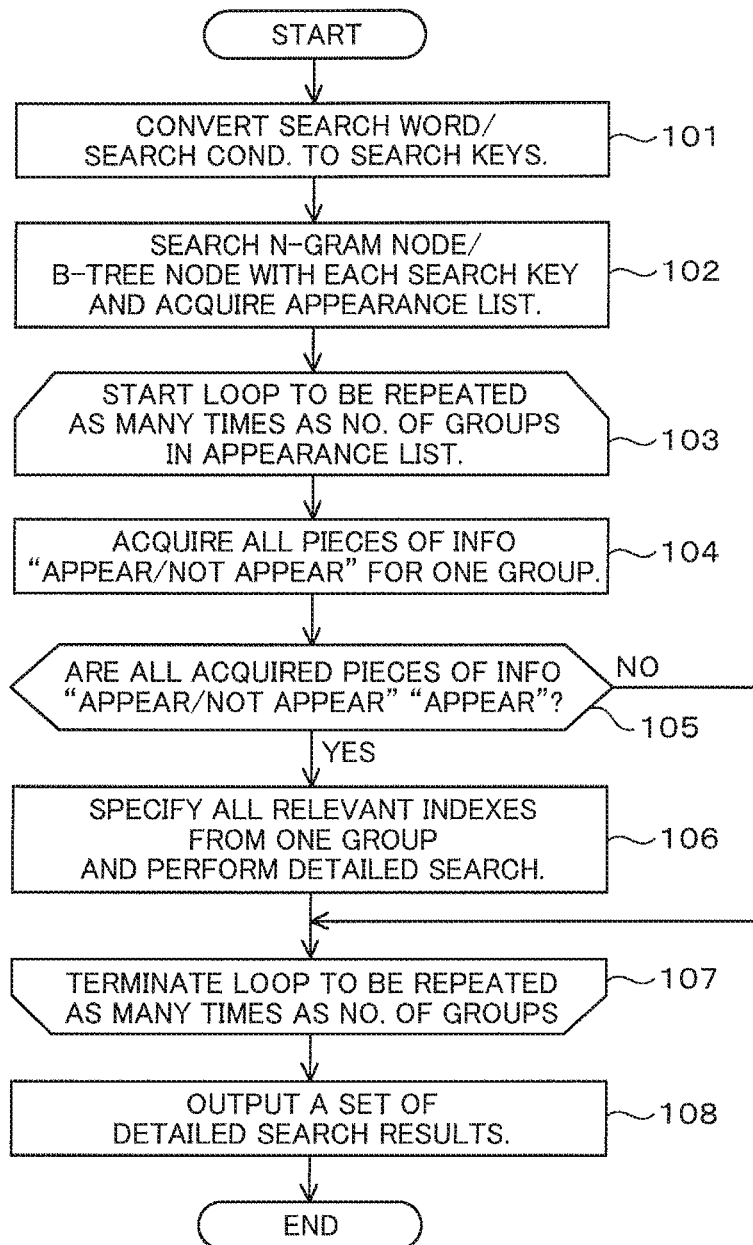 START
CONVERT SEARCH WORD/
SEARCH COND. TO SEARCH KEYS.
101
SEARCH N-GRAM NODE/
B-TREE NODE WITH EACH SEARCH KEY
AND ACQUIRE APPEARANCE LIST.
102
START LOOP TO BE REPEATED
AS MANY TIMES AS NO. OF GROUPS
IN APPEARANCE LIST.
103
ACQUIRE ALL PIECES OF INFO
“APPEAR/NOT APPEAR” FOR ONE GROUP.
104
ARE ALL ACQUIRED PIECES OF INFO
“APPEAR/NOT APPEAR” “APPEAR”?
NO
105
YES
SPECIFY ALL RELEVANT INDEXES
FROM ONE GROUP
AND PERFORM DETAILED SEARCH.
106
TERMINATE LOOP TO BE REPEATED
AS MANY TIMES AS NO. OF GROUPS
107
OUTPUT A SET OF
DETAILED SEARCH RESULTS.
108
END